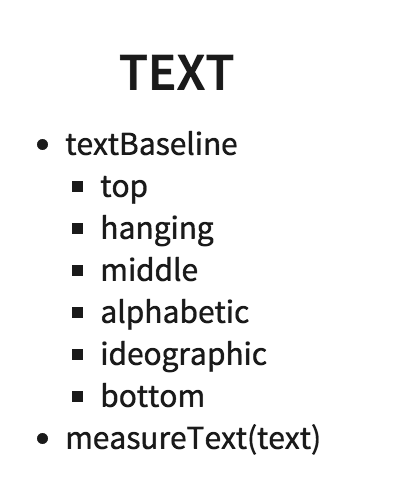 TEXT
• textBaseline
▪ top
▪ hanging
▪ middle
▪ alphabetic
▪ ideographic
▪ bottom
• measureText(text)